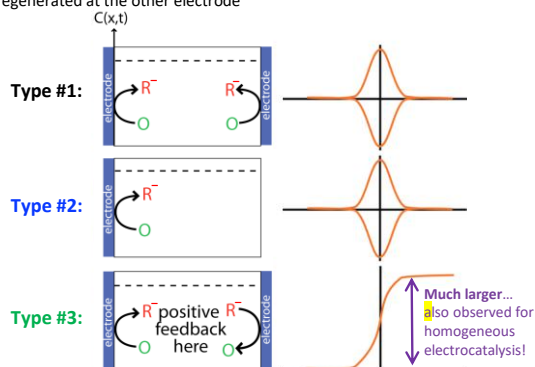 egenerated at the other electrode
C(x,t)
Type #1:
electrode
R⁻
O
R⁻
O
electrode
Type #2:
electrode
R⁻
O
Type #3:
electrode
R⁻
O
positive
feedback
here
R⁻
O
electrode
Much larger…
also observed for
homogeneous
electrocatalysis!